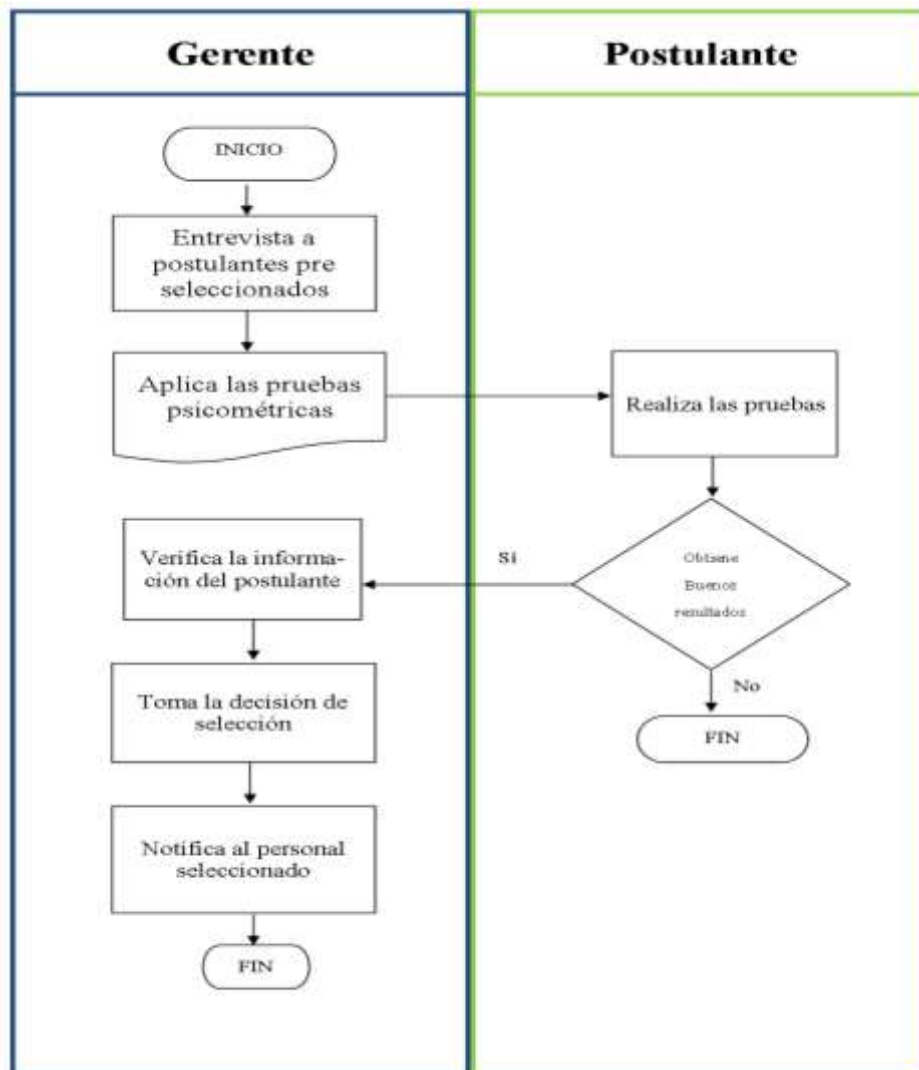 Gerente
Postulante
INICIO
Entrevista a
postulantes pre
seleccionados
Aplica las pruebas
psicométricas
Realiza las pruebas
Verifica la informa-
ción del postulante
Si
Obtiene
Buenos
resultados
No
FIN
Toma la decisión de
selección
Notifica al personal
seleccionado
FIN